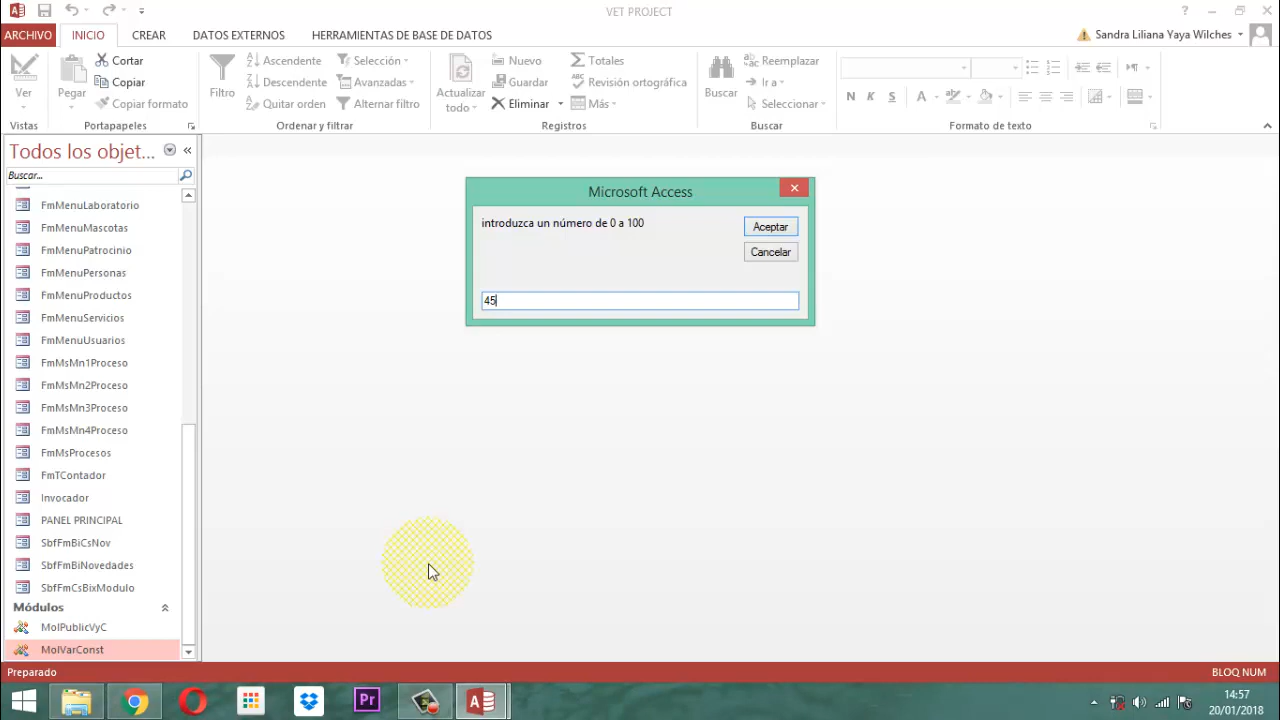 VET PROJECT
?
ARCHIVO INICIO CREAR DATOS EXTERNOS HERRAMIENTAS DE BASE DE DATOS
Sandra Liliana Yaya Wilches
Ver
Vistas
Pegar
Cortar
Copiar
Copiar formato
Portapapeles
Filtro
Ascendente
Descendente
Quitar orden
Selección
Avanzadas
Alternar filtro
Ordenar y filtrar
Actualizar
todo
Nuevo
Guardar
Eliminar
Totales
Revisión ortográfica
Más
Registros
Buscar
Reemplazar
Ir a
Seleccionar
Buscar
N K S A
Formato de texto
Todos los objet... «
Buscar...
FmMenuLaboratorio
FmMenuMascotas
FmMenuPatrocinio
FmMenuPersonas
FmMenuProductos
FmMenuServicios
FmMenuUsuarios
FmMsMn1Proceso
FmMsMn2Proceso
FmMsMn3Proceso
FmMsMn4Proceso
FmMsProcesos
FmTContador
Invocador
PANEL PRINCIPAL
SbfFmBiCsNov
SbfFmBiNovedades
SbfFmCsBixModulo
Módulos
MolPublicVyC
MolVarConst
Microsoft Access
introduzca un número de 0 a 100
Aceptar
Cancelar
45
Preparado
BLOQ NUM
Pr
14:57
20/01/2018